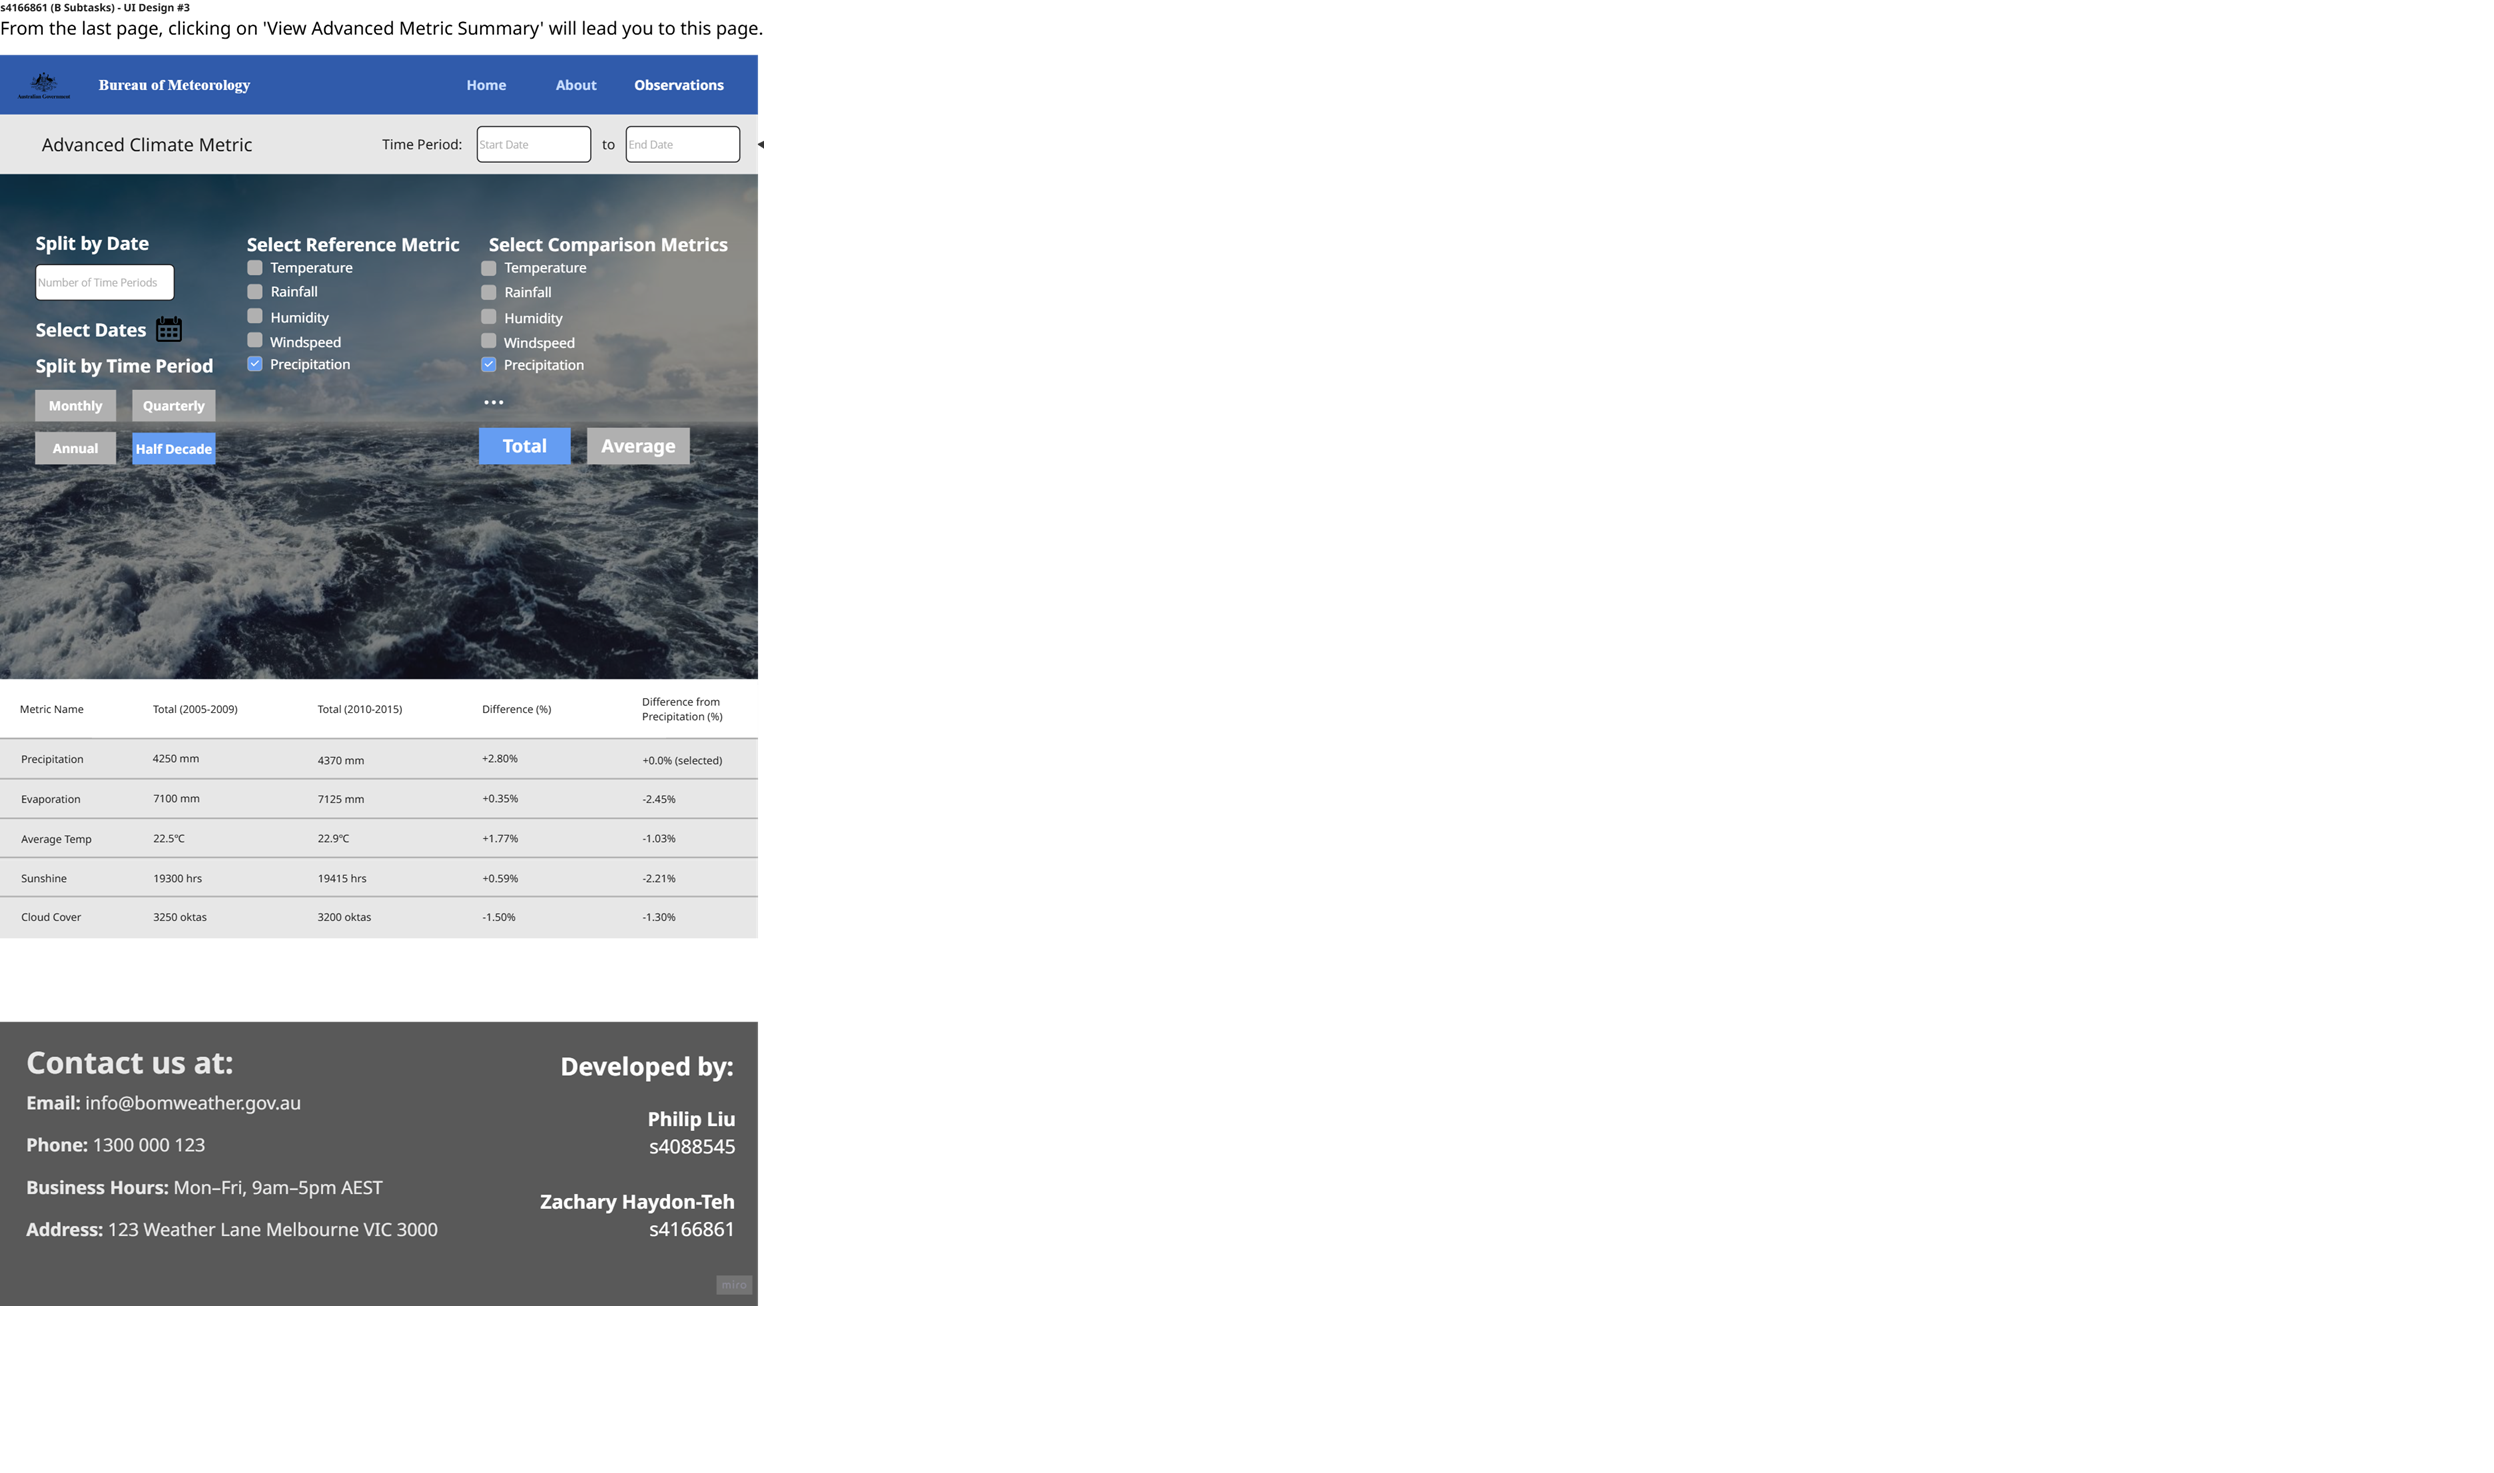 s4166861 (B Subtasks) - UI Design #3
From the last page, clicking on 'View Advanced Metric Summary' will lead you to this page.
Australian Government
Bureau of Meteorology
Home
About
Observations
Advanced Climate Metric
Time Period:
Start Date
to
End Date
Split by Date
Number of Time Periods
Select Dates
Split by Time Period
Monthly
Quarterly
Annual
Half Decade
Select Reference Metric
Temperature
Rainfall
Humidity
Windspeed
Precipitation
Select Comparison Metrics
Temperature
Rainfall
Humidity
Windspeed
Precipitation
...
Total
Average
Metric Name Total (2005-2009) Total (2010-2015) Difference (%) Difference from
Precipitation (%)
Precipitation 4250 mm 4370 mm +2.80% +0.0% (selected)
Evaporation 7100 mm 7125 mm +0.35% -2.45%
Average Temp 22.5°C 22.9°C +1.77% -1.03%
Sunshine 19300 hrs 19415 hrs +0.59% -2.21%
Cloud Cover 3250 oktas 3200 oktas -1.50% -1.30%
Contact us at:
Email: info@bomweather.gov.au
Phone: 1300 000 123
Business Hours: Mon–Fri, 9am–5pm AEST
Address: 123 Weather Lane Melbourne VIC 3000
Developed by:
Philip Liu
s4088545
Zachary Haydon-Teh
s4166861
miro